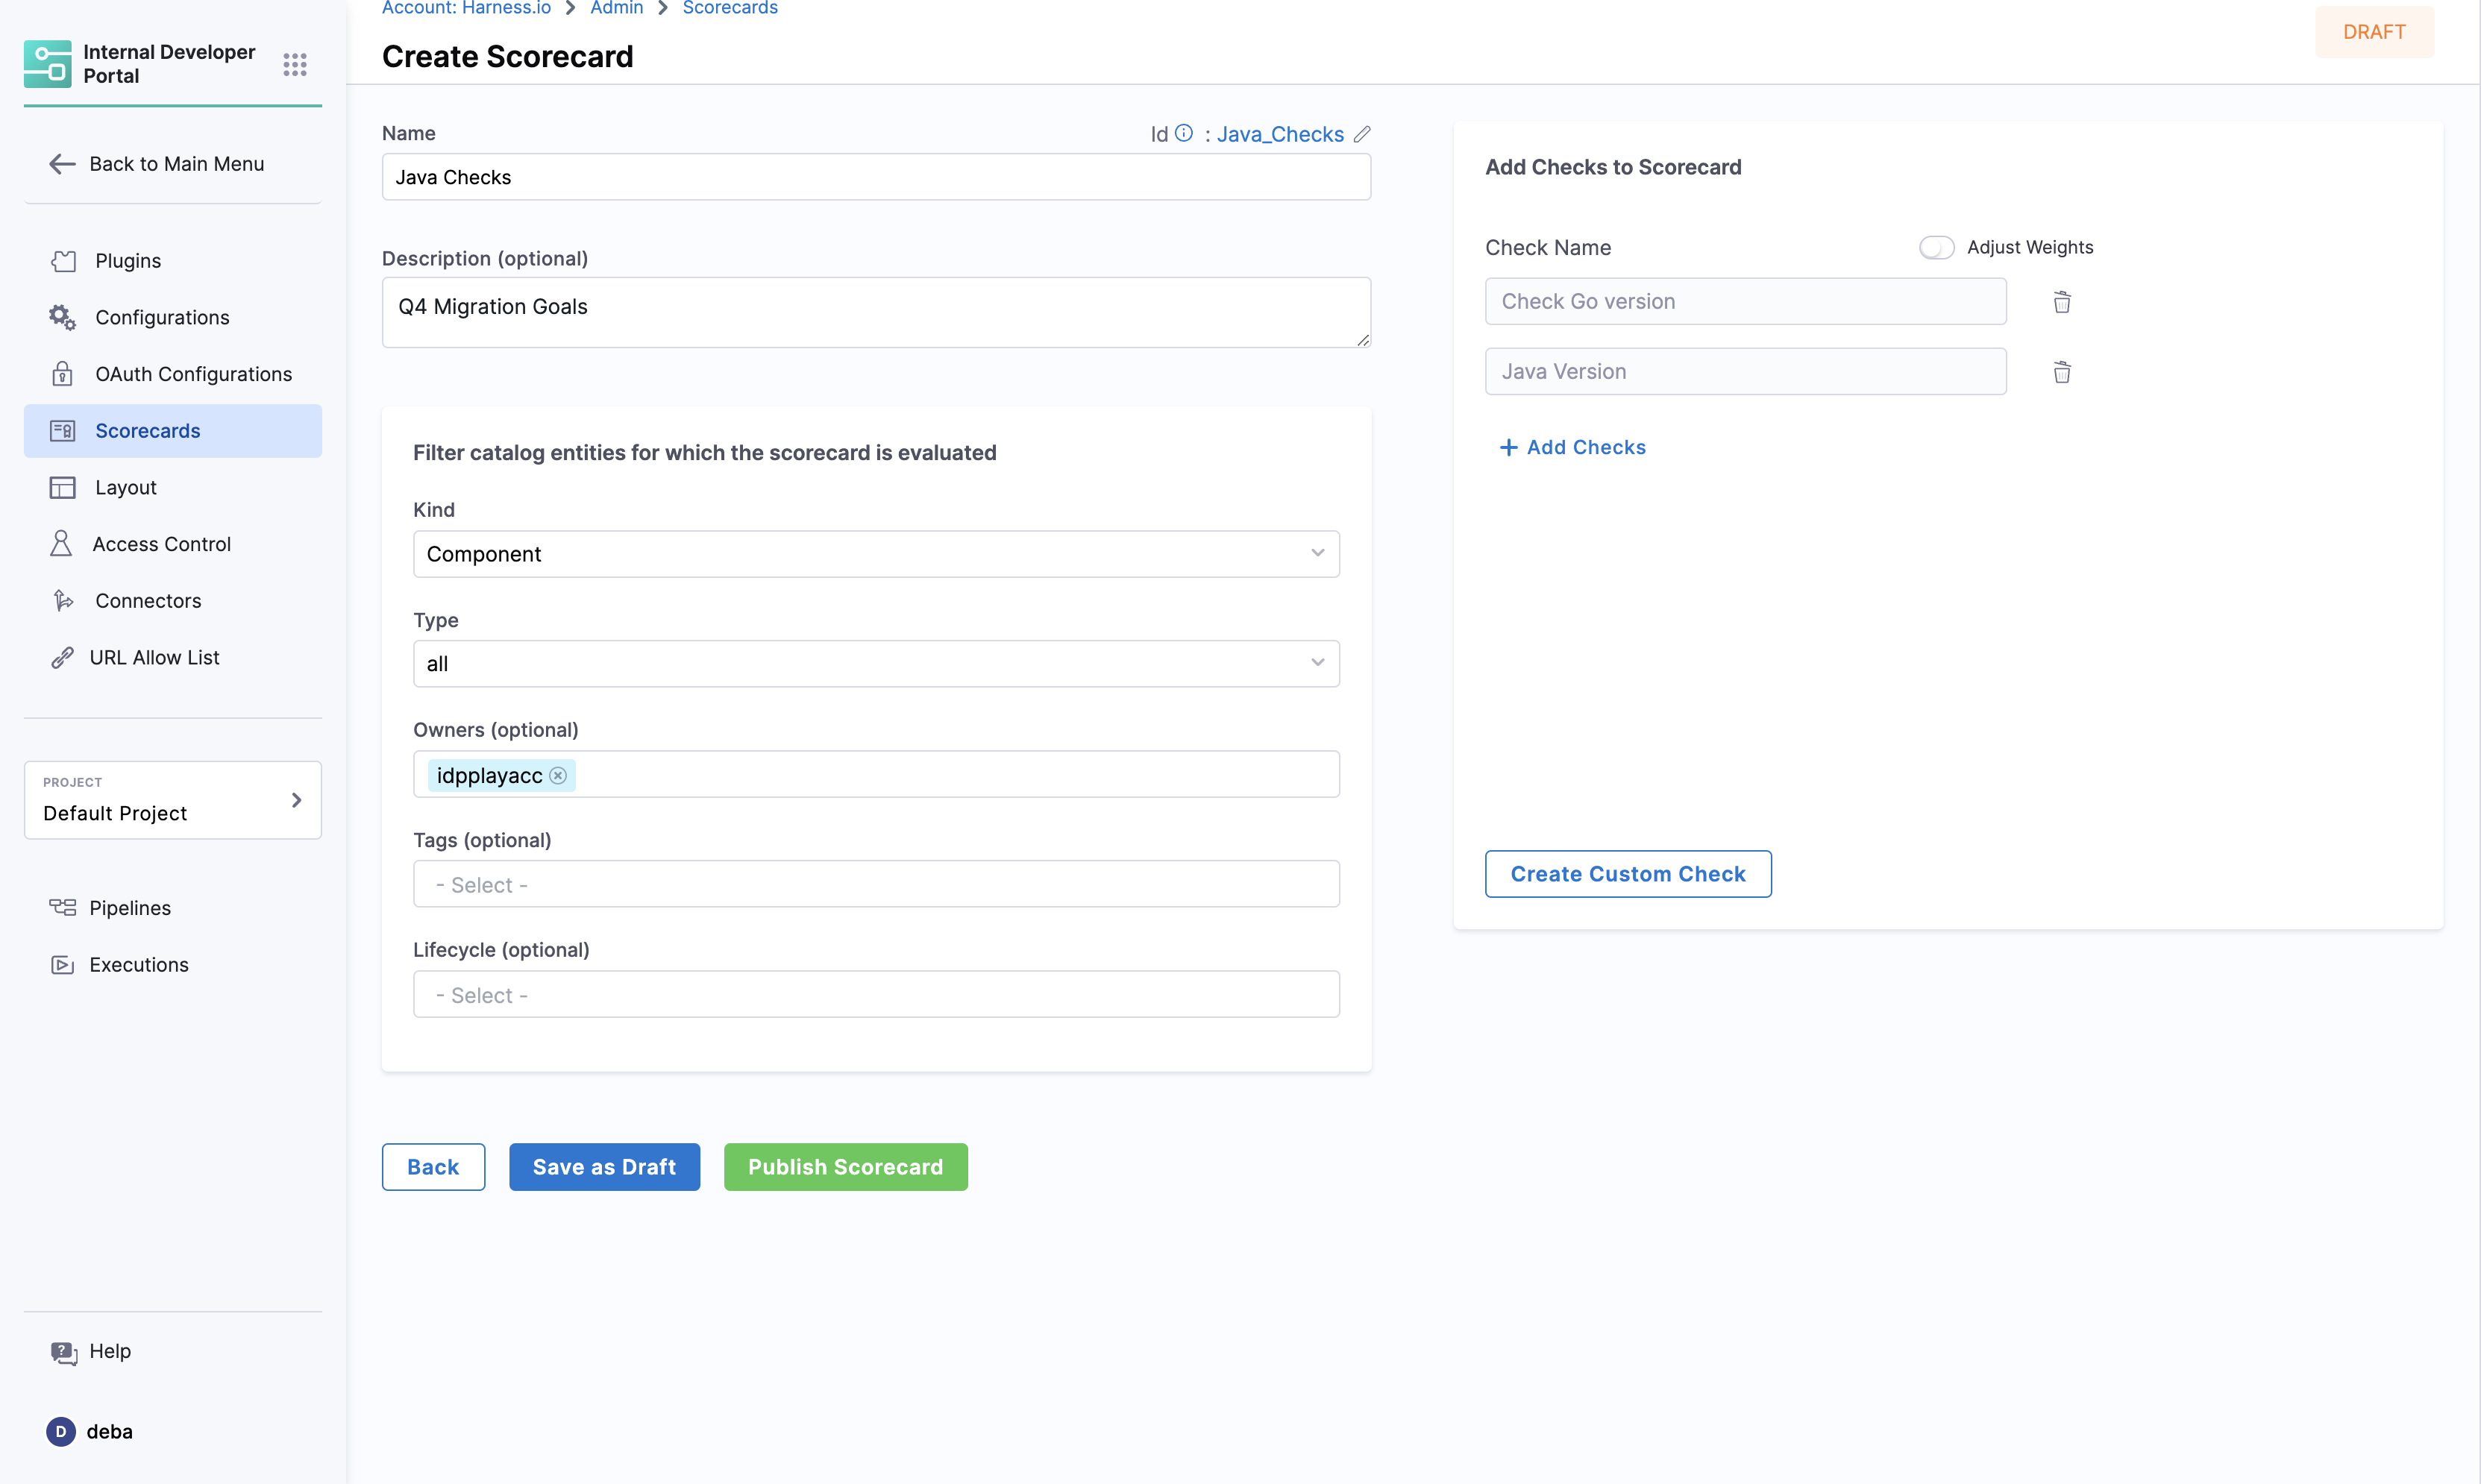 Internal Developer
Portal
Back to Main Menu
Plugins
Configurations
OAuth Configurations
Scorecards
Layout
Access Control
Connectors
URL Allow List
PROJECT
Default Project
Pipelines
Executions
Help
D deba
Account: Harness.io > Admin > Scorecards
Create Scorecard
DRAFT
Name
Id : Java_Checks
Java Checks
Description (optional)
Q4 Migration Goals
Filter catalog entities for which the scorecard is evaluated
Kind
Component
Type
all
Owners (optional)
idpplayacc
Tags (optional)
- Select -
Lifecycle (optional)
- Select -
Back
Save as Draft
Publish Scorecard
Add Checks to Scorecard
Check Name
Adjust Weights
Check Go version
Java Version
+ Add Checks
Create Custom Check